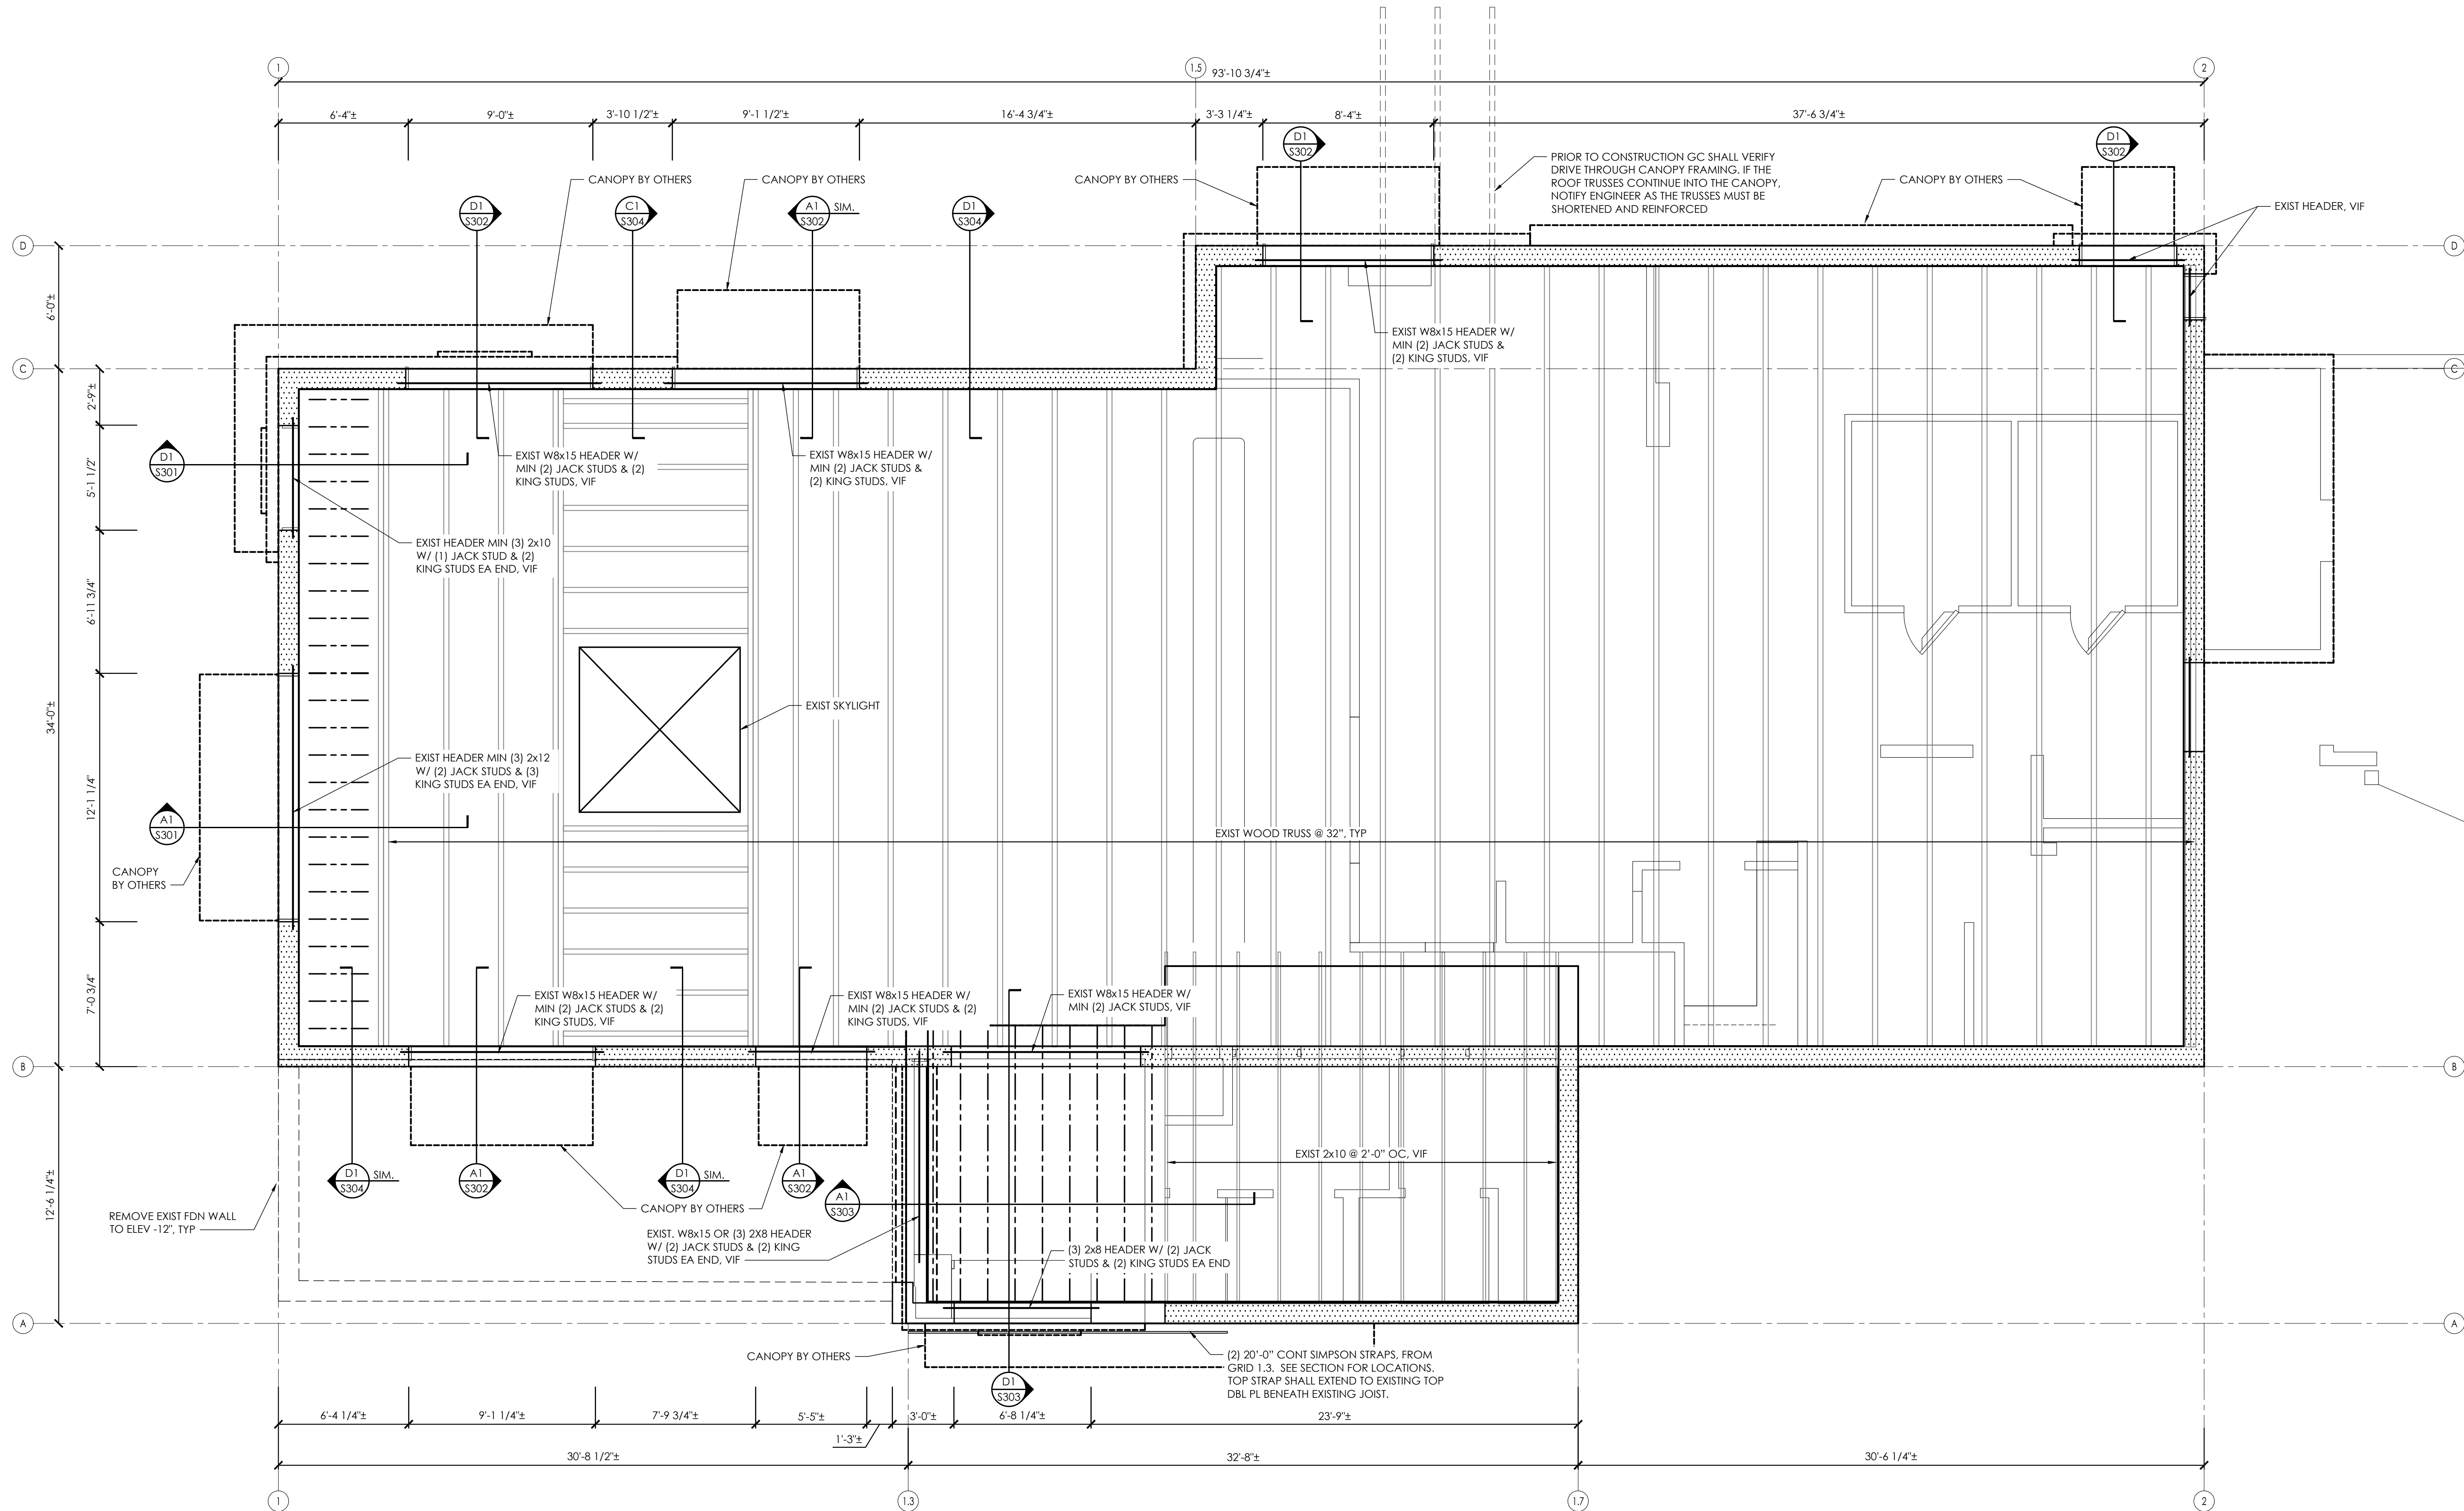 1
1.5
2
93'-10 3/4"±
6'-4"±
9'-0"±
3'-10 1/2"±
9'-1 1/2"±
16'-4 3/4"±
3'-3 1/4"±
8'-4"±
37'-6 3/4"±
D1
S302
D1
S302
PRIOR TO CONSTRUCTION GC SHALL VERIFY
DRIVE THROUGH CANOPY FRAMING. IF THE
ROOF TRUSSES CONTINUE INTO THE CANOPY,
NOTIFY ENGINEER AS THE TRUSSES MUST BE
SHORTENED AND REINFORCED
CANOPY BY OTHERS
CANOPY BY OTHERS
CANOPY BY OTHERS
CANOPY BY OTHERS
EXIST HEADER, VIF
D1
S302
C1
S304
A1
S302
SIM.
D1
S304
D
D
6'-0"±
EXIST W8x15 HEADER W/
MIN (2) JACK STUDS &
(2) KING STUDS, VIF
C
C
2'-9"±
5'-1 1/2"
6'-11 3/4"
12'-1 1/4"
7'-0 3/4"
34'-0"±
12'-6 1/4"±
D1
S301
EXIST W8x15 HEADER W/
MIN (2) JACK STUDS & (2)
KING STUDS, VIF
EXIST W8x15 HEADER W/
MIN (2) JACK STUDS &
(2) KING STUDS, VIF
EXIST HEADER MIN (3) 2x10
W/ (1) JACK STUD & (2)
KING STUDS EA END, VIF
EXIST SKYLIGHT
EXIST HEADER MIN (3) 2x12
W/ (2) JACK STUDS & (3)
KING STUDS EA END, VIF
A1
S301
EXIST WOOD TRUSS @ 32", TYP
CANOPY
BY OTHERS
EXIST W8x15 HEADER W/
MIN (2) JACK STUDS & (2)
KING STUDS, VIF
EXIST W8x15 HEADER W/
MIN (2) JACK STUDS & (2)
KING STUDS, VIF
EXIST W8x15 HEADER W/
MIN (2) JACK STUDS, VIF
B
B
EXIST 2x10 @ 2'-0" OC, VIF
D1
S304
SIM.
A1
S302
D1
S304
SIM.
A1
S302
A1
S303
CANOPY BY OTHERS
REMOVE EXIST FDN WALL
TO ELEV -12", TYP
EXIST. W8x15 OR (3) 2X8 HEADER
W/ (2) JACK STUDS & (2) KING
STUDS EA END, VIF
(3) 2x8 HEADER W/ (2) JACK
STUDS & (2) KING STUDS EA END
A
A
CANOPY BY OTHERS
(2) 20'-0" CONT SIMPSON STRAPS, FROM
GRID 1.3. SEE SECTION FOR LOCATIONS.
TOP STRAP SHALL EXTEND TO EXISTING TOP
DBL PL BENEATH EXISTING JOIST.
D1
S303
6'-4 1/4"±
9'-1 1/4"±
7'-9 3/4"±
5'-5"±
1'-3"±
3'-0"±
6'-8 1/4"±
23'-9"±
30'-8 1/2"±
32'-8"±
30'-6 1/4"±
1
1.3
1.7
2